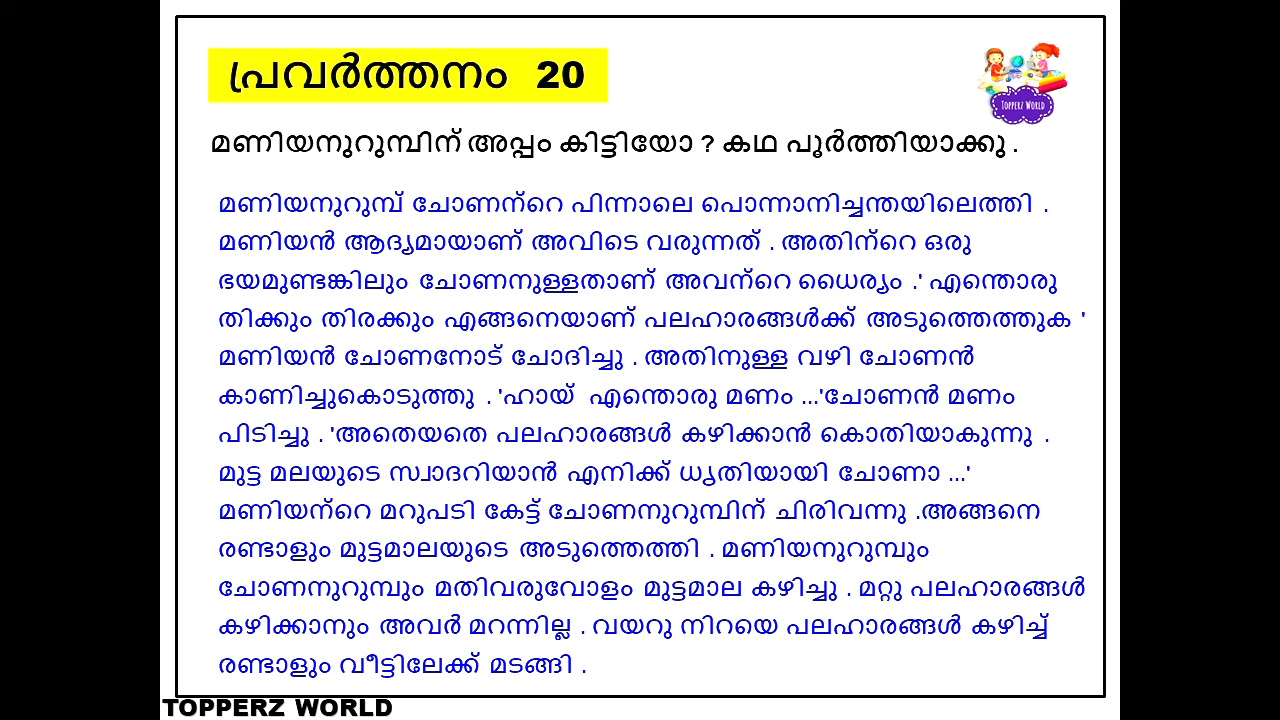 പ്രവർത്തനം 20
TOPPERZ WORLD
മണിയനുറുമ്പിന് അപ്പം കിട്ടിയോ ? കഥ പൂർത്തിയാക്കൂ .
മണിയനുറുമ്പ് ചോണന്റെ പിന്നാലെ പൊന്നാനിച്ചന്തയിലെത്തി .
മണിയൻ ആദ്യമായാണ് അവിടെ വരുന്നത് . അതിന്റെ ഒരു
ഭയമുണ്ടങ്കിലും ചോണനുള്ളതാണ് അവന്റെ ധൈര്യം .' എന്തൊരു
തിക്കും തിരക്കും എങ്ങനെയാണ് പലഹാരങ്ങൾക്ക് അടുത്തെത്തുക '
മണിയൻ ചോണനോട് ചോദിച്ചു . അതിനുള്ള വഴി ചോണൻ
കാണിച്ചുകൊടുത്തു . 'ഹായ് എന്തൊരു മണം ...'ചോണൻ മണം
പിടിച്ചു . 'അതെയതെ പലഹാരങ്ങൾ കഴിക്കാൻ കൊതിയാകുന്നു .
മുട്ട മലയുടെ സ്വാദറിയാൻ എനിക്ക് ധൃതിയായി ചോണാ ...'
മണിയന്റെ മറുപടി കേട്ട് ചോണനുറുമ്പിന് ചിരിവന്നു .അങ്ങനെ
രണ്ടാളും മുട്ടമാലയുടെ അടുത്തെത്തി . മണിയനുറുമ്പും
ചോണനുറുമ്പും മതിവരുവോളം മുട്ടമാല കഴിച്ചു . മറ്റു പലഹാരങ്ങൾ
കഴിക്കാനും അവർ മറന്നില്ല . വയറു നിറയെ പലഹാരങ്ങൾ കഴിച്ച്
രണ്ടാളും വീട്ടിലേക്ക് മടങ്ങി .
TOPPERZ WORLD